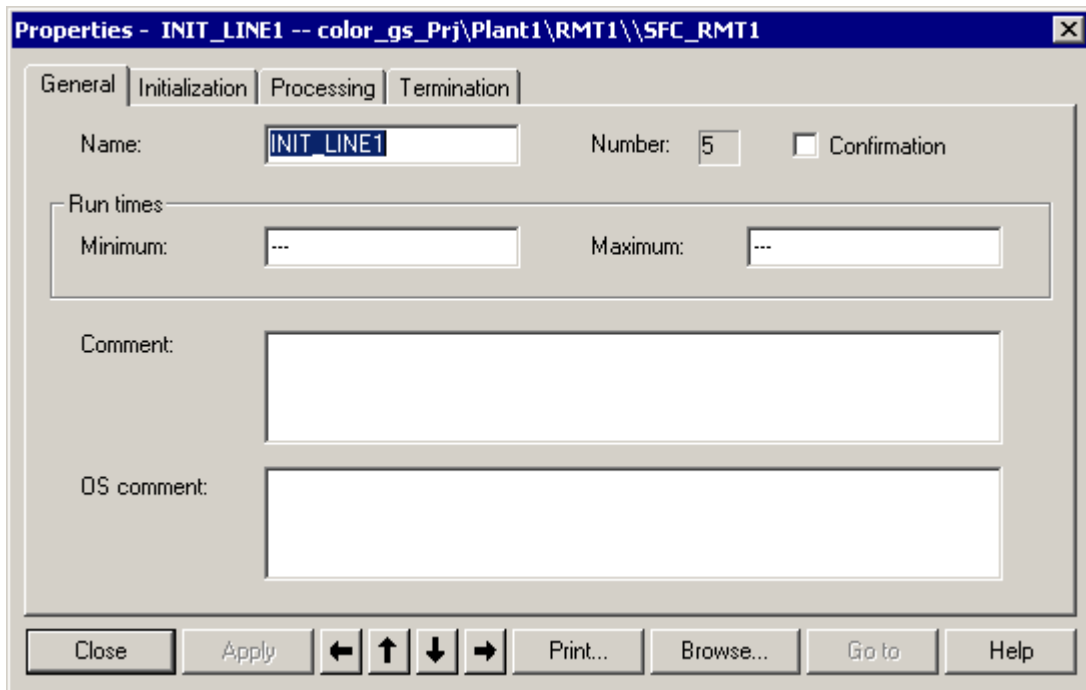 Properties - INIT_LINE1 -- color_gs_Prj\Plant1\RMT1\\SFC_RMT1
General Initialization Processing Termination
Name: INIT_LINE1 Number: 5 Confirmation
Run times
Minimum: --- Maximum: ---
Comment:
OS comment:
Close Apply Print... Browse... Go to Help